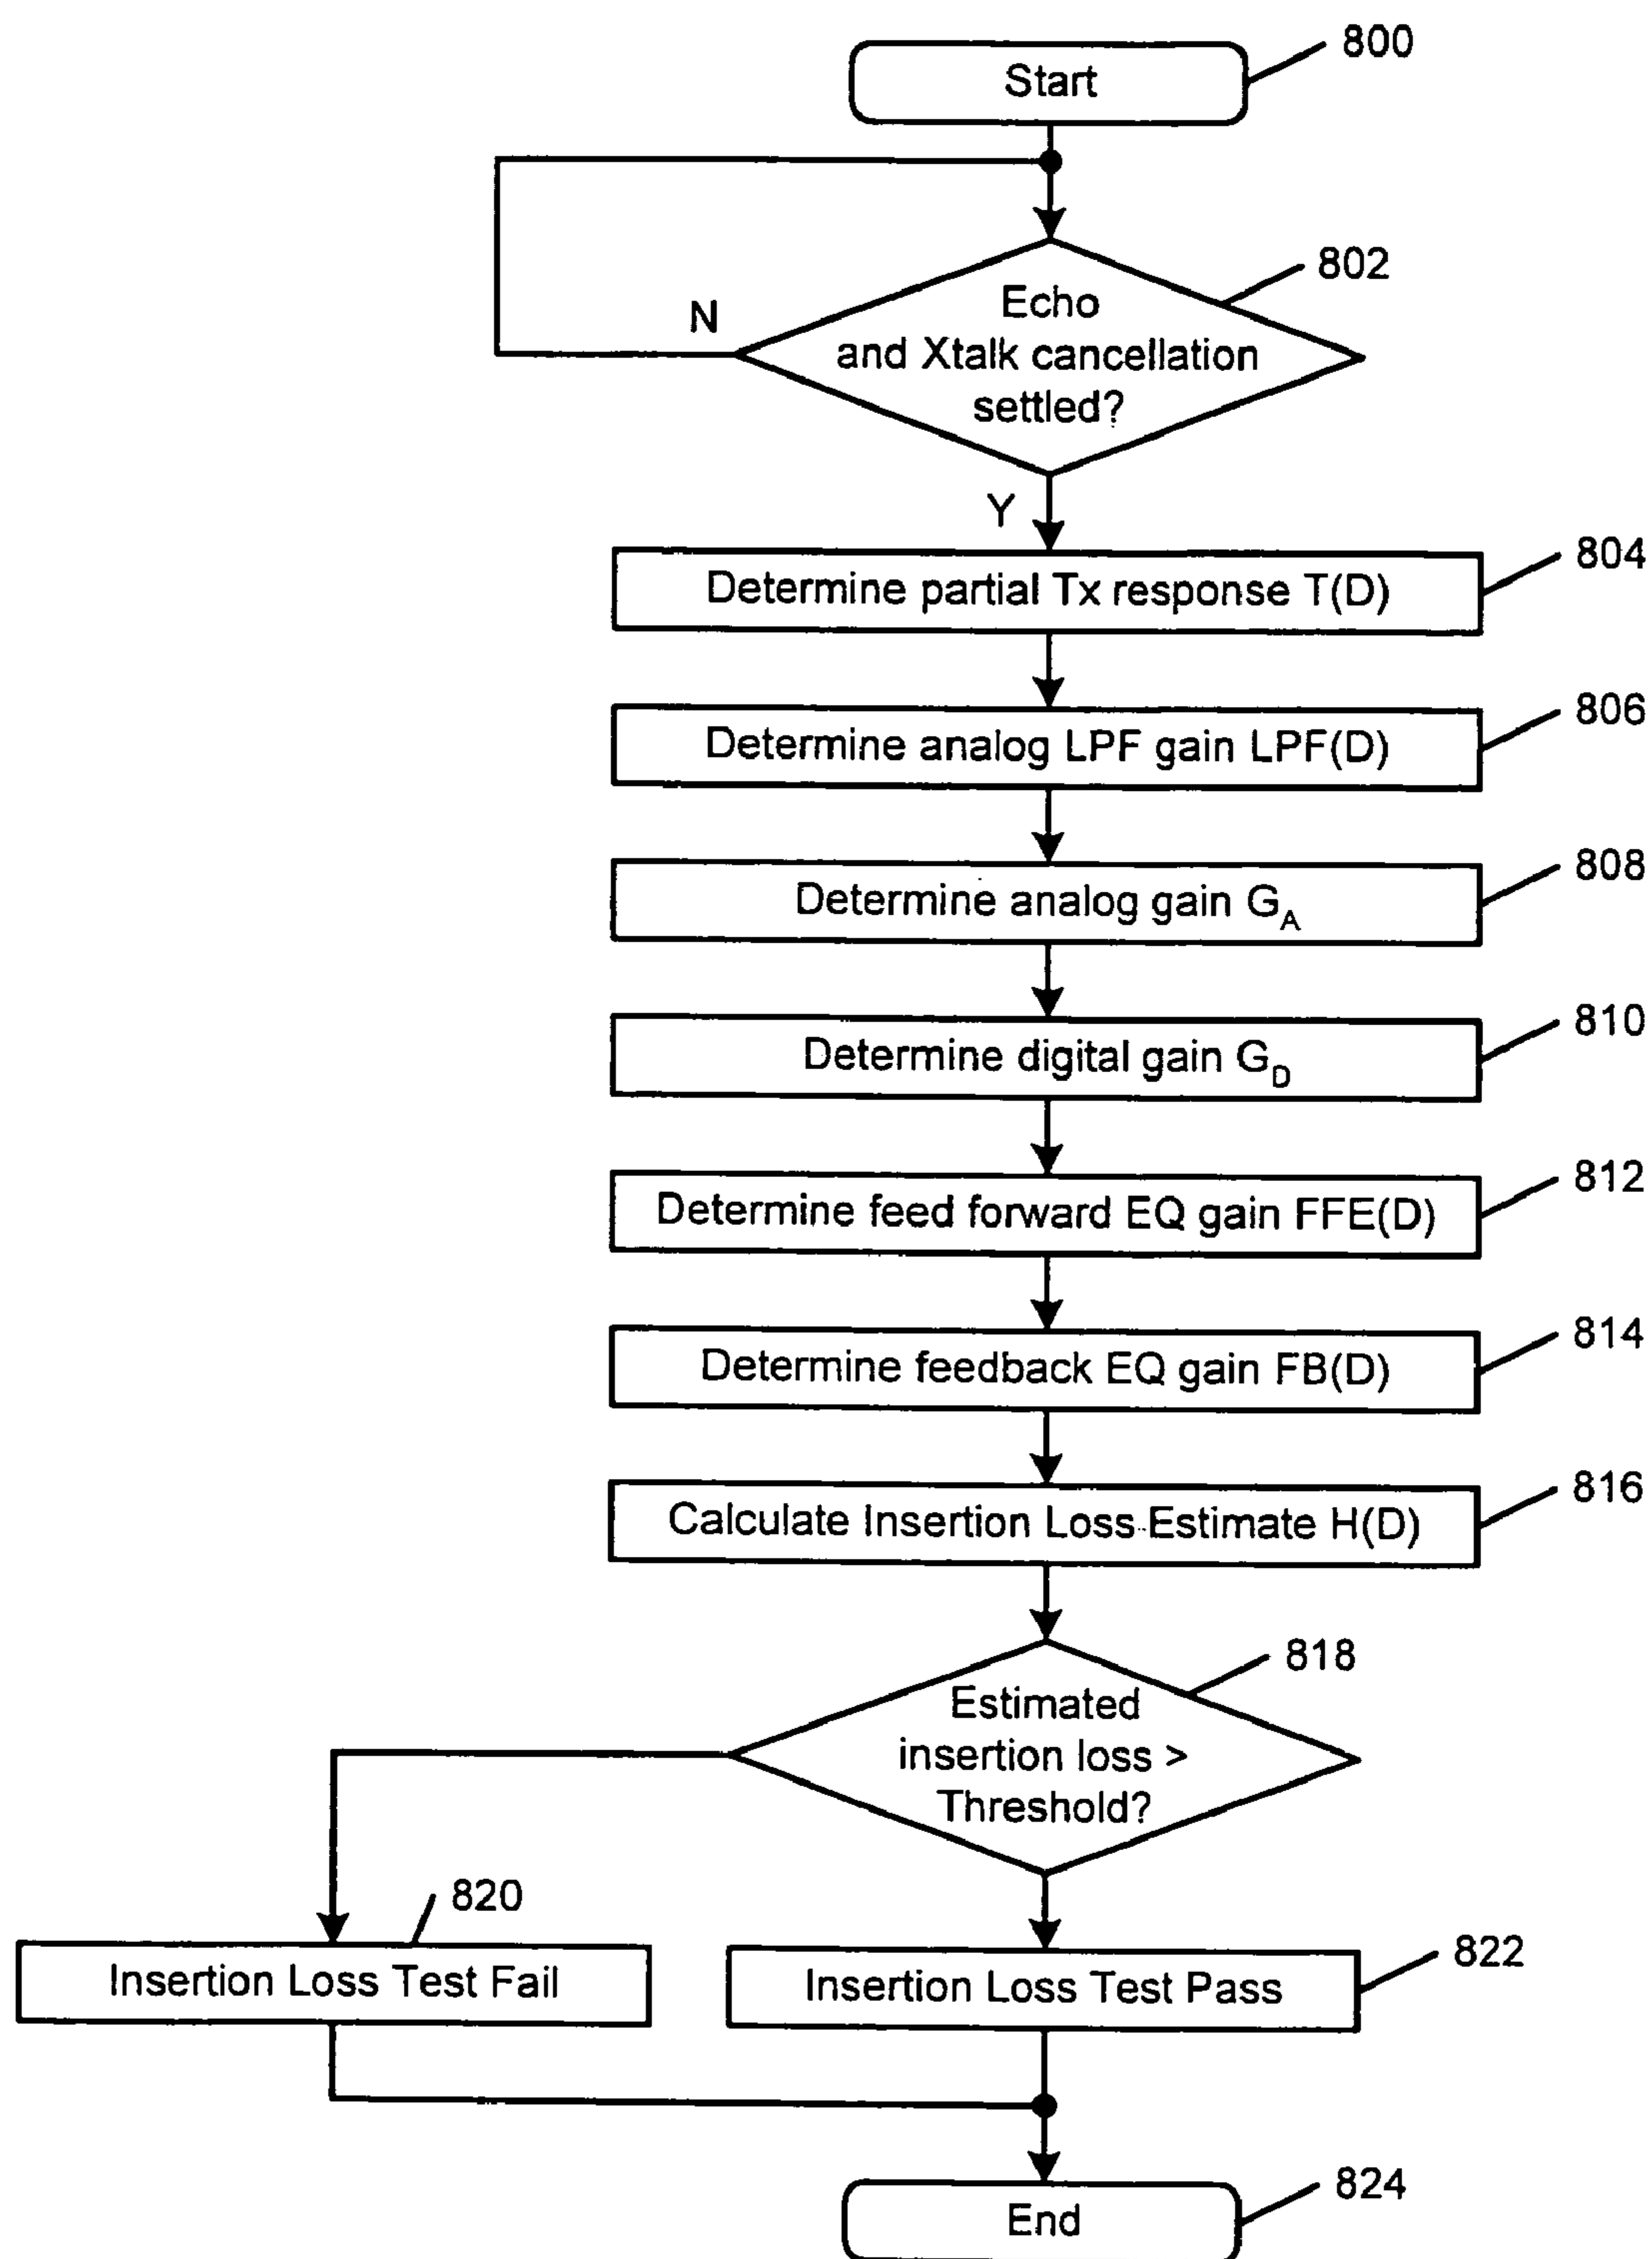 800
Start
802
Echo
and Xtalk cancellation
settled?
N
Y
804
Determine partial Tx response T(D)
806
Determine analog LPF gain LPF(D)
808
Determine analog gain G_A
810
Determine digital gain G_D
812
Determine feed forward EQ gain FFE(D)
814
Determine feedback EQ gain FB(D)
816
Calculate Insertion Loss Estimate H(D)
818
Estimated
insertion loss >
Threshold?
820
Insertion Loss Test Fail
822
Insertion Loss Test Pass
824
End